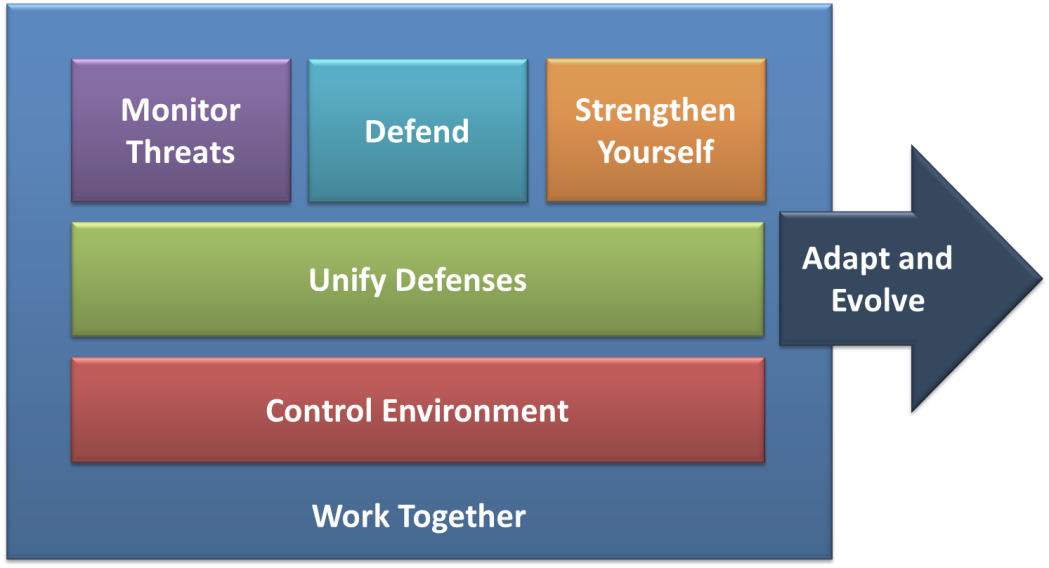 Monitor
Threats
Defend
Strengthen
Yourself
Unify Defenses
Adapt and
Evolve
Control Environment
Work Together